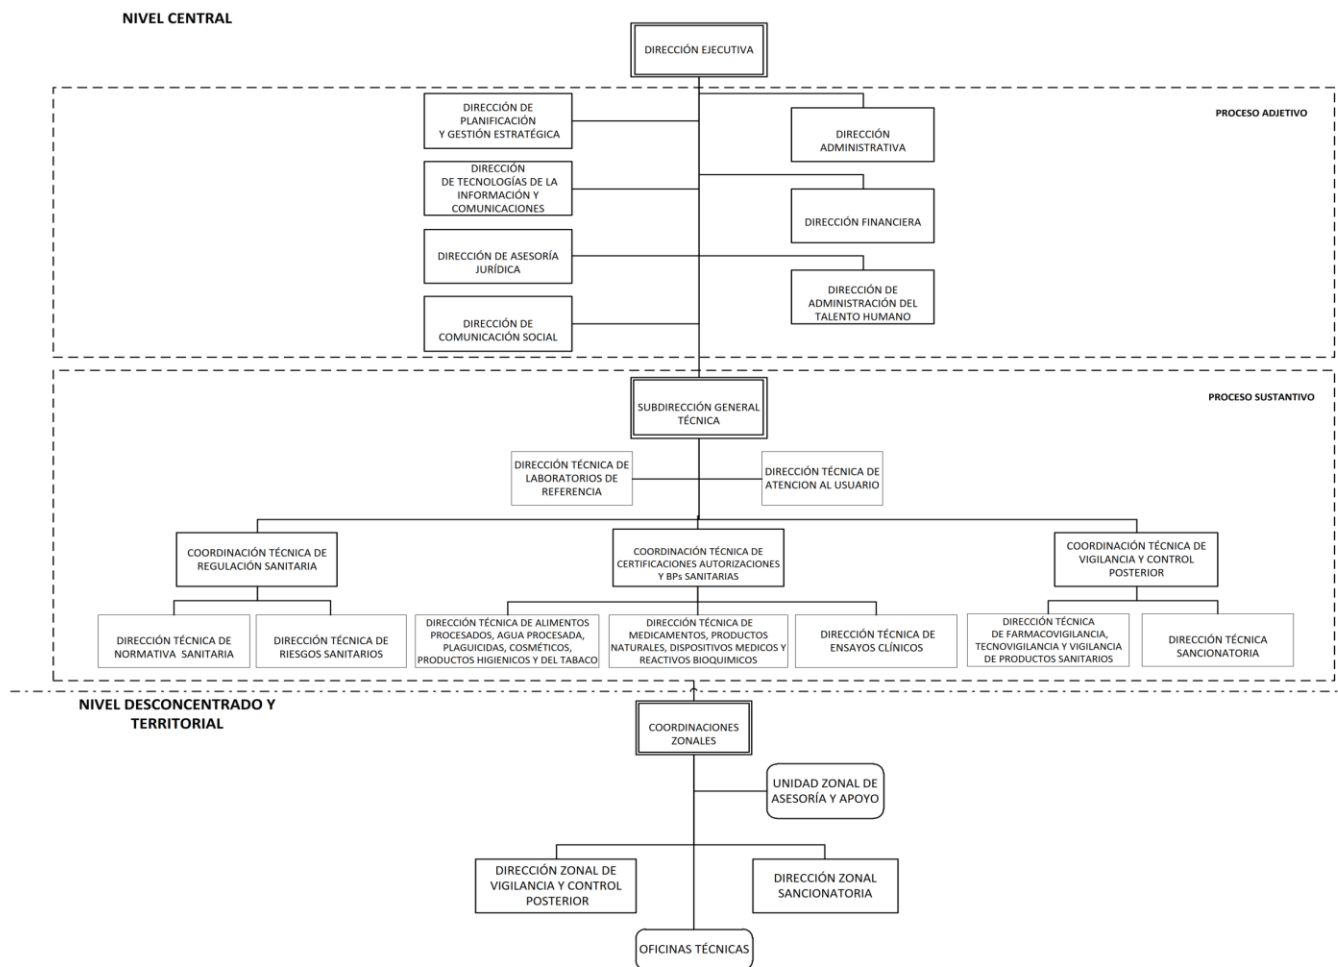 NIVEL CENTRAL
DIRECCIÓN EJECUTIVA
PROCESO ADJETIVO
DIRECCIÓN DE
PLANIFICACIÓN
Y GESTIÓN ESTRATÉGICA
DIRECCIÓN
ADMINISTRATIVA
DIRECCIÓN
DE TECNOLOGÍAS DE LA
INFORMACIÓN Y
COMUNICACIONES
DIRECCIÓN FINANCIERA
DIRECCIÓN DE ASESORÍA
JURÍDICA
DIRECCIÓN DE
ADMINISTRACIÓN DEL
TALENTO HUMANO
DIRECCIÓN DE
COMUNICACIÓN SOCIAL
PROCESO SUSTANTIVO
SUBDIRECCIÓN GENERAL
TÉCNICA
DIRECCIÓN TÉCNICA DE
LABORATORIOS DE
REFERENCIA
DIRECCIÓN TÉCNICA DE
ATENCION AL USUARIO
COORDINACIÓN TÉCNICA DE
REGULACIÓN SANITARIA
COORDINACIÓN TÉCNICA DE
CERTIFICACIONES AUTORIZACIONES
Y BPs SANITARIAS
COORDINACIÓN TÉCNICA DE
VIGILANCIA Y CONTROL
POSTERIOR
DIRECCIÓN TÉCNICA DE
NORMATIVA SANITARIA
DIRECCIÓN TÉCNICA DE
RIESGOS SANITARIOS
DIRECCIÓN TÉCNICA DE ALIMENTOS
PROCESADOS, AGUA PROCESADA,
PLAGUICIDAS, COSMÉTICOS,
PRODUCTOS HIGIENICOS Y DEL TABACO
DIRECCIÓN TÉCNICA DE
MEDICAMENTOS, PRODUCTOS
NATURALES, DISPOSITIVOS MEDICOS Y
REACTIVOS BIOQUIMICOS
DIRECCIÓN TÉCNICA DE
ENSAYOS CLÍNICOS
DIRECCIÓN TÉCNICA
DE FARMACOVIGILANCIA,
TECNOVIGILANCIA Y VIGILANCIA
DE PRODUCTOS SANITARIOS
DIRECCIÓN TÉCNICA
SANCIONATORIA
NIVEL DESCONCENTRADO Y
TERRITORIAL
COORDINACIONES
ZONALES
UNIDAD ZONAL DE
ASESORÍA Y APOYO
DIRECCIÓN ZONAL DE
VIGILANCIA Y CONTROL
POSTERIOR
DIRECCIÓN ZONAL
SANCIONATORIA
OFICINAS TÉCNICAS